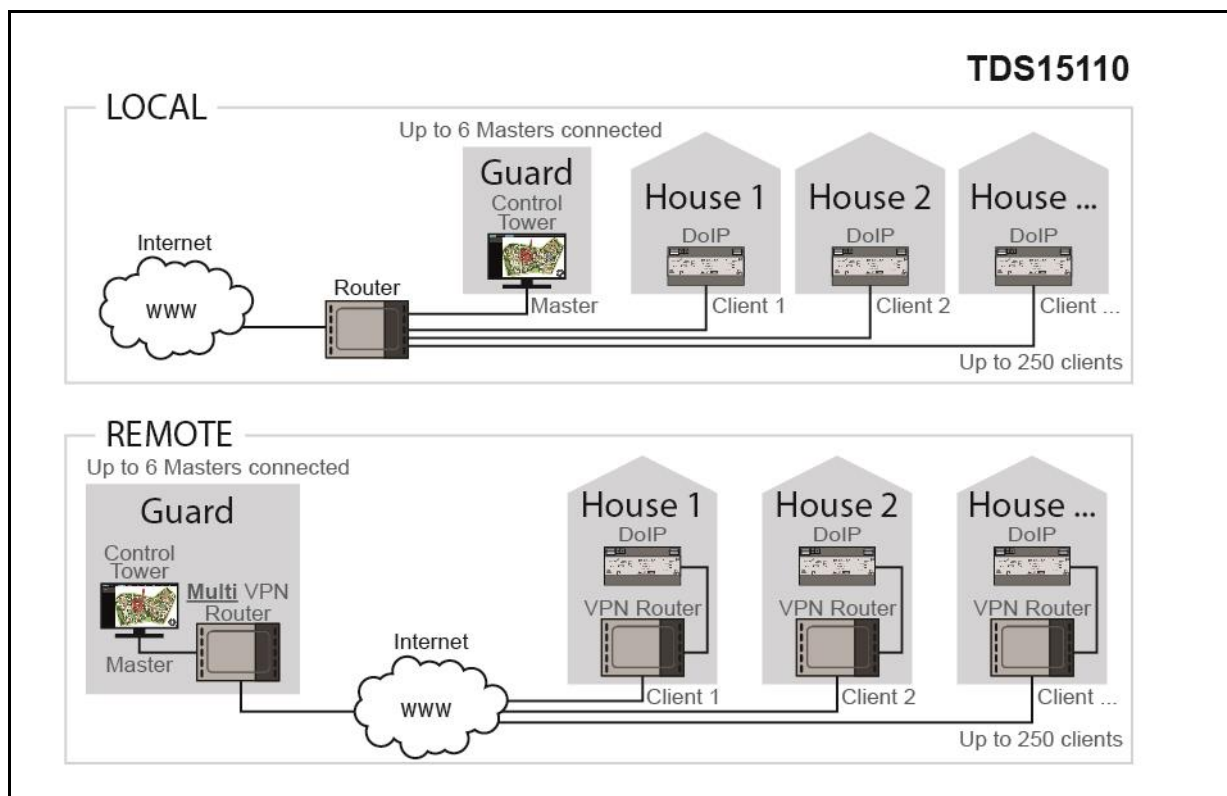 TDS15110
LOCAL
Up to 6 Masters connected
Guard
Control
Tower
Master
House 1
DoIP
Client 1
House 2
DoIP
Client 2
House ...
DoIP
Client ...
Internet
www
Router
Up to 250 clients
REMOTE
Up to 6 Masters connected
Guard
Control
Tower
Multi VPN
Router
Master
Internet
www
House 1
DoIP
VPN Router
Client 1
House 2
DoIP
VPN Router
Client 2
House ...
DoIP
VPN Router
Client ...
Up to 250 clients